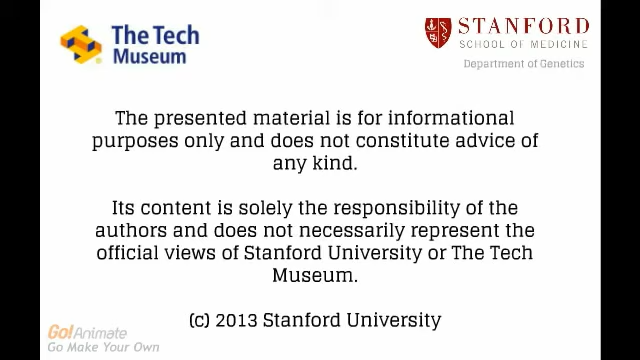 The Tech
Museum
STANFORD
SCHOOL OF MEDICINE
Department of Genetics
The presented material is for informational
purposes only and does not constitute advice of
any kind.
Its content is solely the responsibility of the
authors and does not necessarily represent the
official views of Stanford University or The Tech
Museum.
(c) 2013 Stanford University
Go!Animate
Go Make Your Own